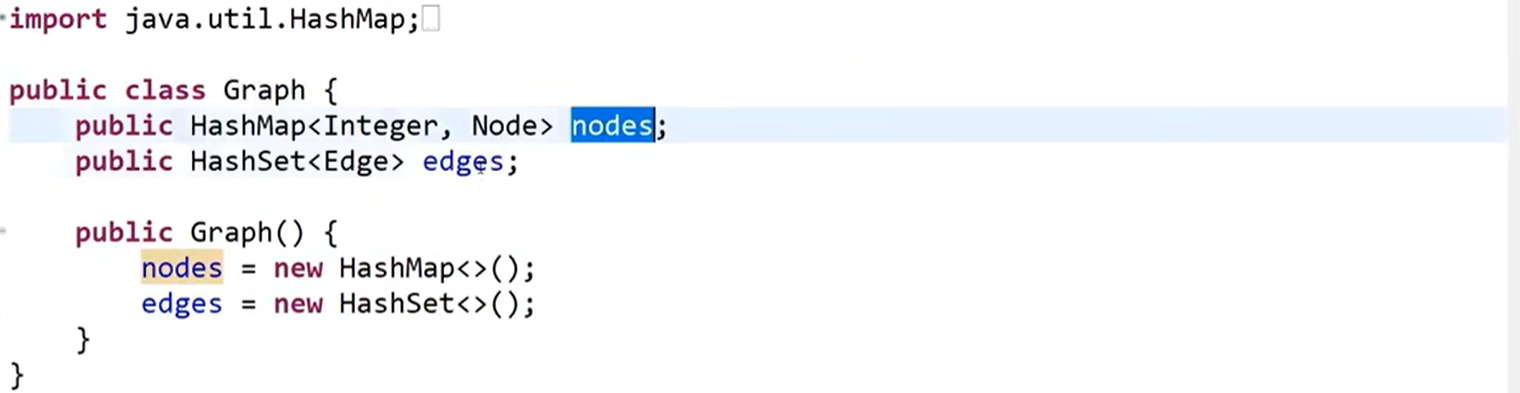 import java.util.HashMap;
public class Graph {
public HashMap<Integer, Node> nodes;
public HashSet<Edge> edges;
public Graph() {
nodes = new HashMap<>();
edges = new HashSet<>();
}
}